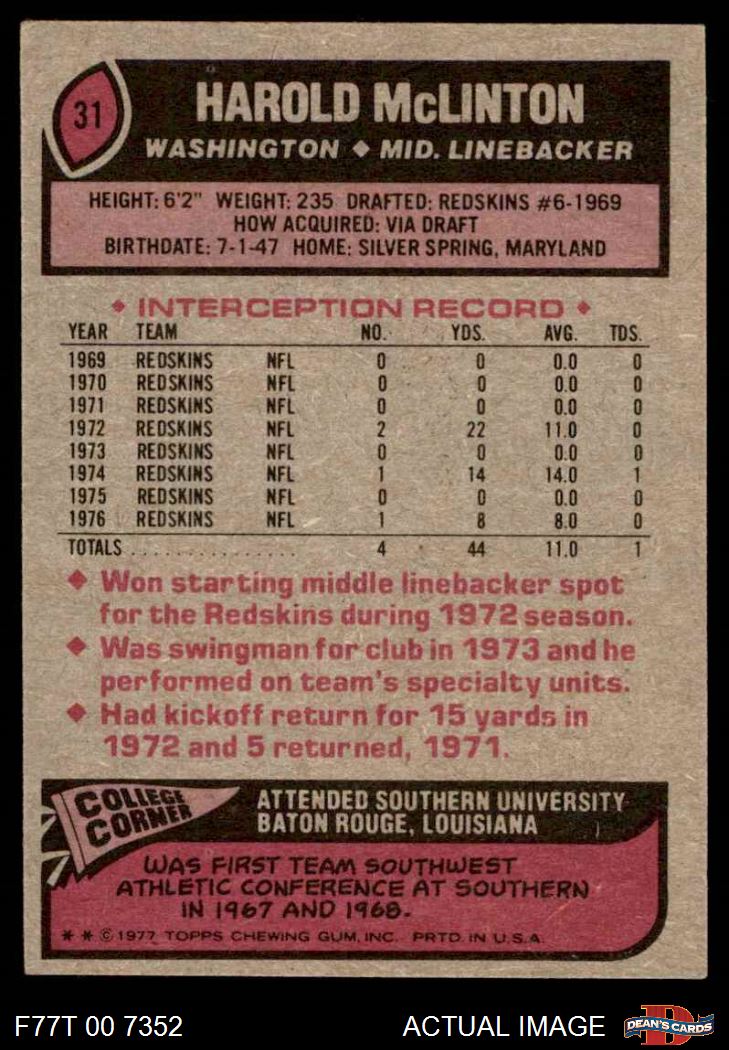 31
HAROLD McLINTON
WASHINGTON ◆ MID. LINEBACKER
HEIGHT: 6'2" WEIGHT: 235 DRAFTED: REDSKINS #6-1969
HOW ACQUIRED: VIA DRAFT
BIRTHDATE: 7-1-47 HOME: SILVER SPRING, MARYLAND
◆ INTERCEPTION RECORD ◆
YEAR TEAM NO. YDS. AVG. TDS.
1969 REDSKINS NFL 0 0 0.0 0
1970 REDSKINS NFL 0 0 0.0 0
1971 REDSKINS NFL 0 0 0.0 0
1972 REDSKINS NFL 2 22 11.0 0
1973 REDSKINS NFL 0 0 0.0 0
1974 REDSKINS NFL 1 14 14.0 1
1975 REDSKINS NFL 0 0 0.0 0
1976 REDSKINS NFL 1 8 8.0 0
TOTALS . . . . . . . . . . . . . . . 4 44 11.0 1
◆ Won starting middle linebacker spot
for the Redskins during 1972 season.
◆ Was swingman for club in 1973 and he
performed on team's specialty units.
◆ Had kickoff return for 15 yards in
1972 and 5 returned, 1971.
COLLEGE
CORNER
ATTENDED SOUTHERN UNIVERSITY
BATON ROUGE, LOUISIANA
WAS FIRST TEAM SOUTHWEST
ATHLETIC CONFERENCE AT SOUTHERN
IN 1967 AND 1968.
* * © 1977 TOPPS CHEWING GUM, INC. PRTD. IN U.S.A.
F77T 00 7352
ACTUAL IMAGE
D
DEAN'S CARDS